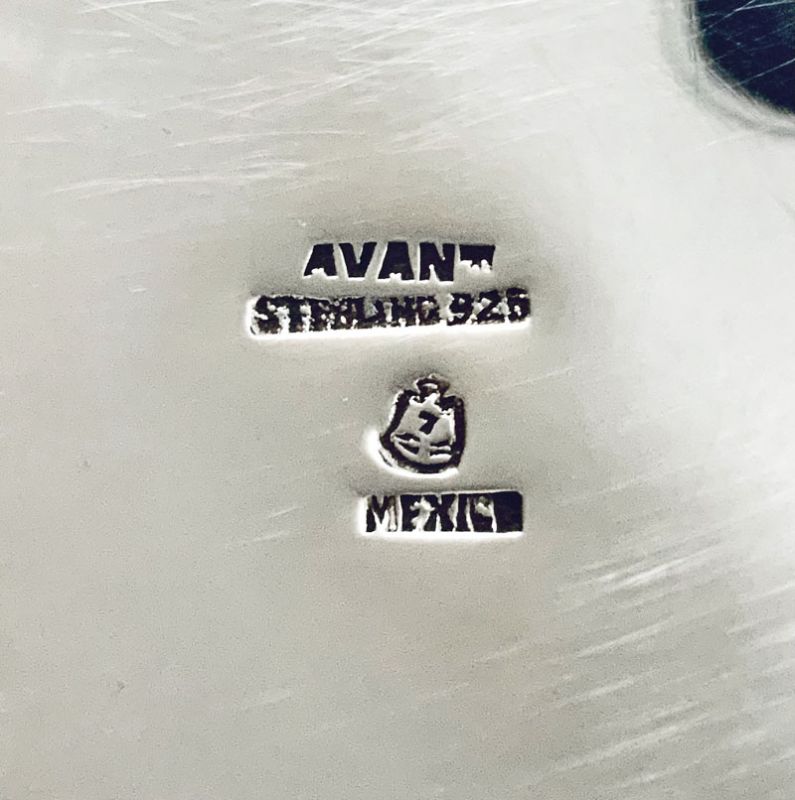 AVANT
STERLING 925
7
MEXICO